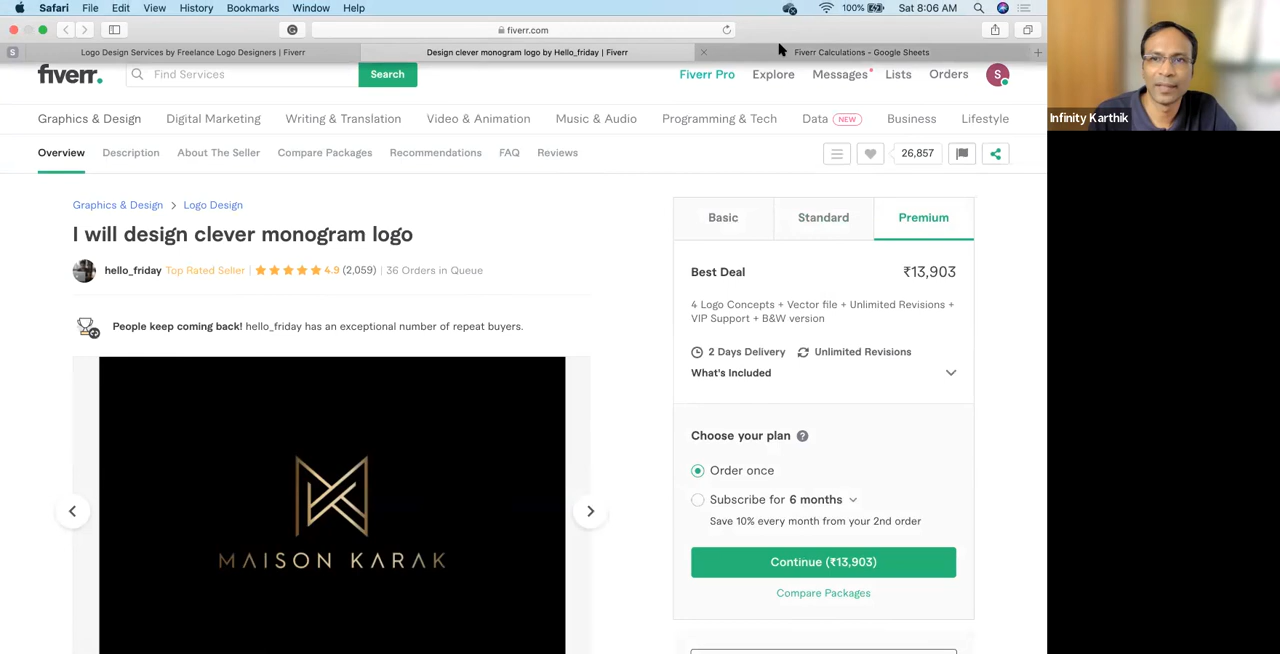 Safari File Edit View History Bookmarks Window Help 100% Sat 8:06 AM
fiverr.com
S Logo Design Services by Freelance Logo Designers | Fiverr Design clever monogram logo by Hello_friday | Fiverr Fiverr Calculations - Google Sheets
fiverr. Find Services Search Fiverr Pro Explore Messages Lists Orders S
Infinity Karthik
Graphics & Design Digital Marketing Writing & Translation Video & Animation Music & Audio Programming & Tech Data NEW Business Lifestyle
Overview Description About The Seller Compare Packages Recommendations FAQ Reviews 26,857
Graphics & Design > Logo Design
I will design clever monogram logo
hello_friday Top Rated Seller | 4.9 (2,059) | 36 Orders in Queue
People keep coming back! hello_friday has an exceptional number of repeat buyers.
MAISON KARAK
Basic Standard Premium
Best Deal ₹13,903
4 Logo Concepts + Vector file + Unlimited Revisions +
VIP Support + B&W version
2 Days Delivery Unlimited Revisions
What's Included
Choose your plan ?
Order once
Subscribe for 6 months
Save 10% every month from your 2nd order
Continue (₹13,903)
Compare Packages